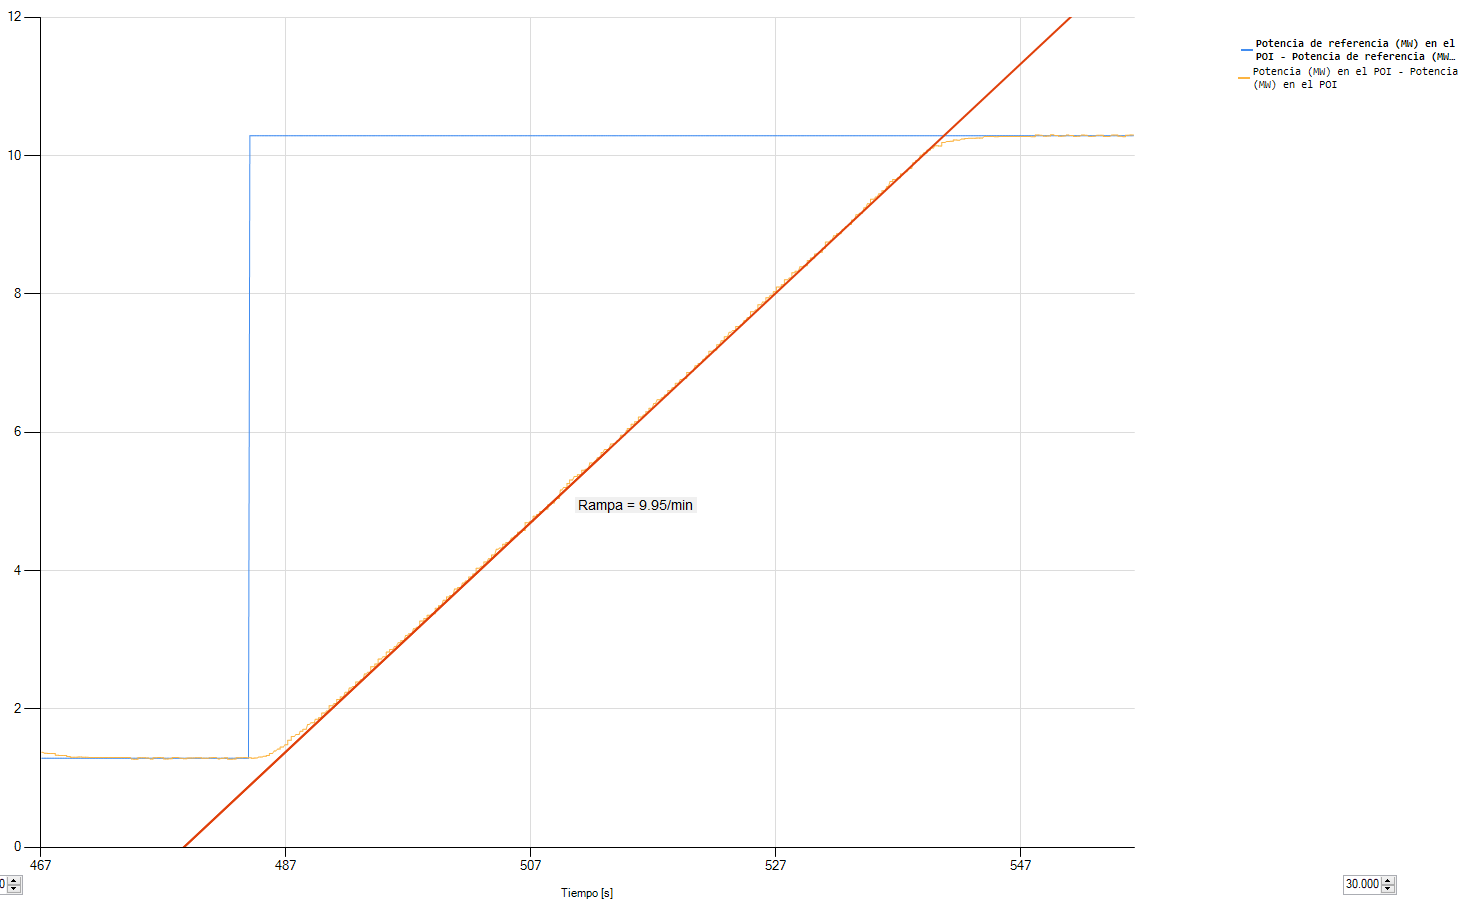 12
10
8
6
4
2
0
467
487
507
527
547
Tiempo [s]
Rampa = 9.95/min
Potencia de referencia (MW) en el
POI - Potencia de referencia (MW…
Potencia (MW) en el POI - Potencia
(MW) en el POI
0
30.000